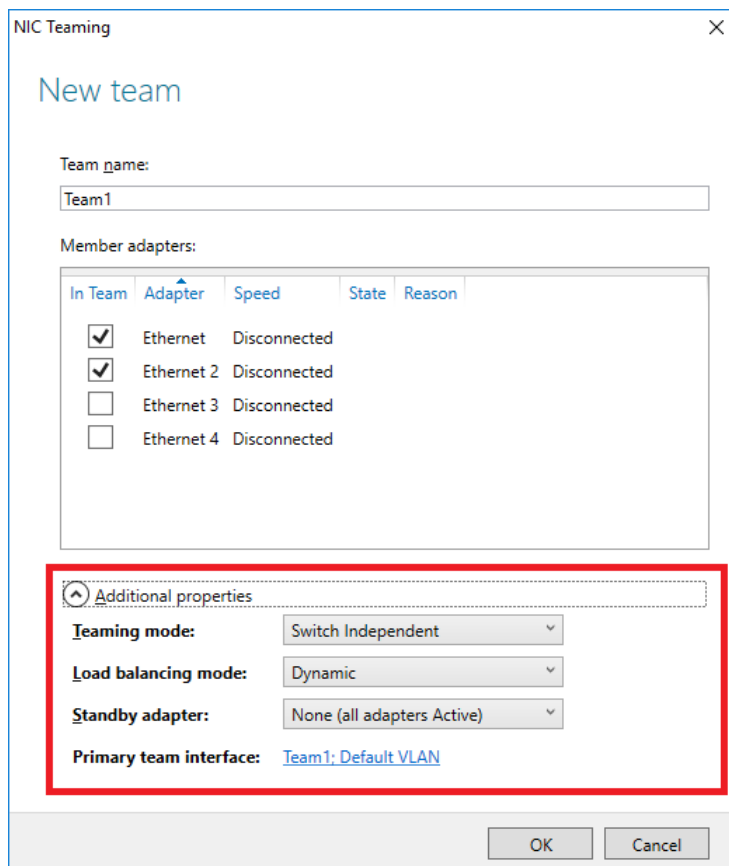 NIC Teaming
New team
Team name:
Team1
Member adapters:
In Team Adapter Speed State Reason
Ethernet Disconnected
Ethernet 2 Disconnected
Ethernet 3 Disconnected
Ethernet 4 Disconnected
Additional properties
Teaming mode: Switch Independent
Load balancing mode: Dynamic
Standby adapter: None (all adapters Active)
Primary team interface: Team1; Default VLAN
OK Cancel